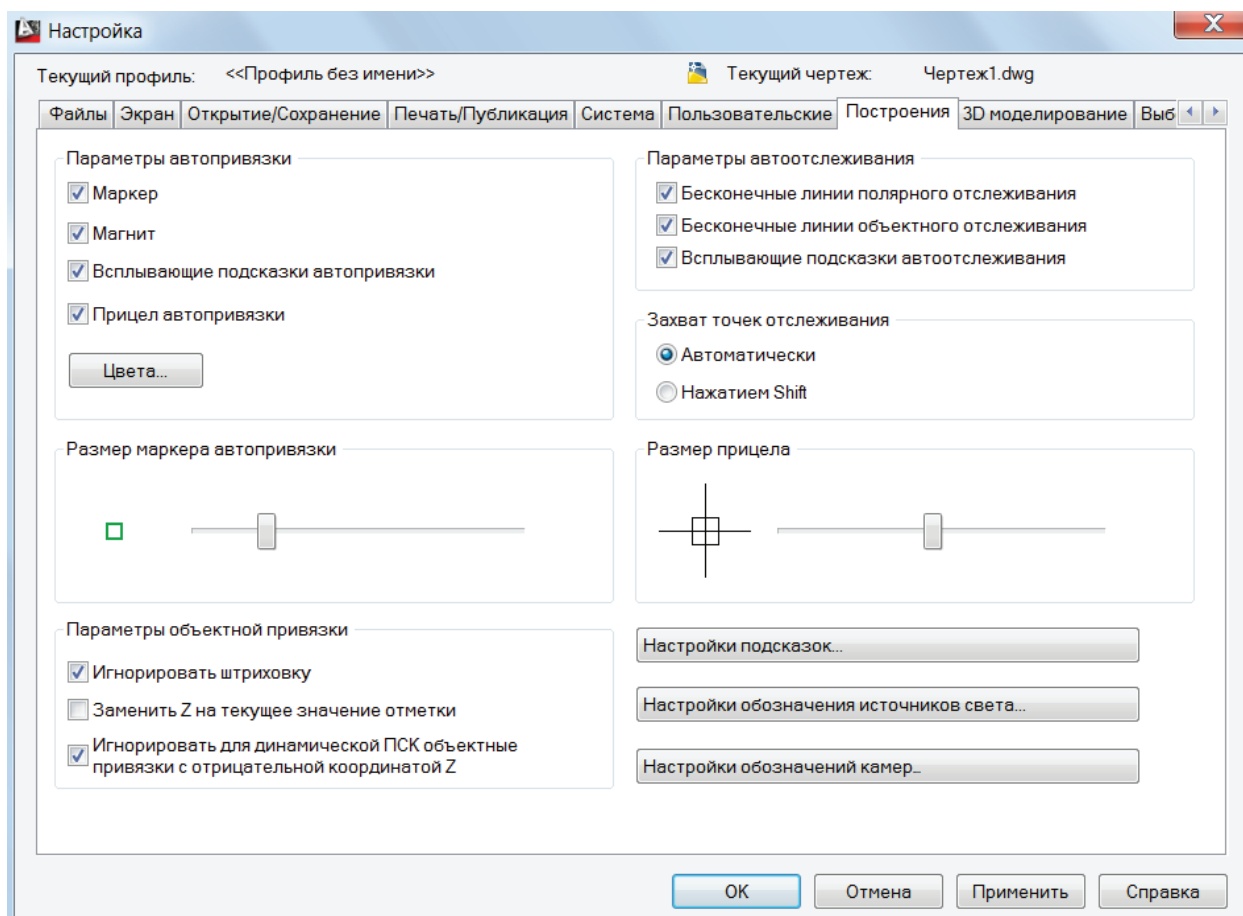 Настройка
Текущий профиль: <<Профиль без имени>> Текущий чертеж: Чертеж1.dwg
Файлы Экран Открытие/Сохранение Печать/Публикация Система Пользовательские Построения 3D моделирование Выб
Параметры автопривязки
Маркер
Магнит
Всплывающие подсказки автопривязки
Прицел автопривязки
Цвета...
Параметры автоотслеживания
Бесконечные линии полярного отслеживания
Бесконечные линии объектного отслеживания
Всплывающие подсказки автоотслеживания
Захват точек отслеживания
Автоматически
Нажатием Shift
Размер маркера автопривязки
Размер прицела
Параметры объектной привязки
Игнорировать штриховку
Заменить Z на текущее значение отметки
Игнорировать для динамической ПСК объектные
привязки с отрицательной координатой Z
Настройки подсказок...
Настройки обозначения источников света...
Настройки обозначений камер...
OK Отмена Применить Справка